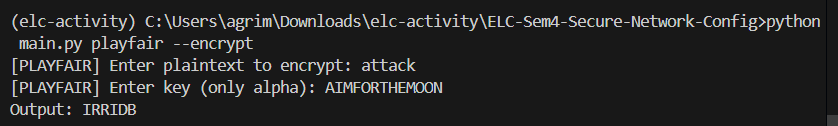 (elc-activity) C:\Users\agrim\Downloads\elc-activity\ELC-Sem4-Secure-Network-Config>python
 main.py playfair --encrypt
[PLAYFAIR] Enter plaintext to encrypt: attack
[PLAYFAIR] Enter key (only alpha): AIMFORTHEMOON
Output: IRRIDB